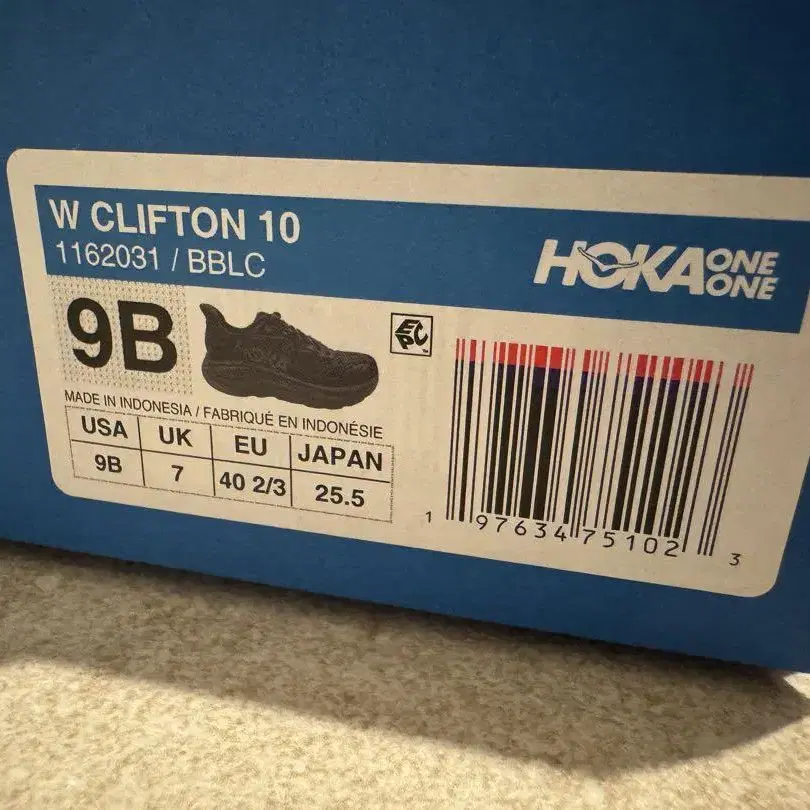 W CLIFTON 10
1162031 / BBLC
HOKA ONE ONE
9B
EPC
MADE IN INDONESIA / FABRIQUÉ EN INDONÉSIE
USA UK EU JAPAN
9B 7 40 2/3 25.5
1 97634 75102 3